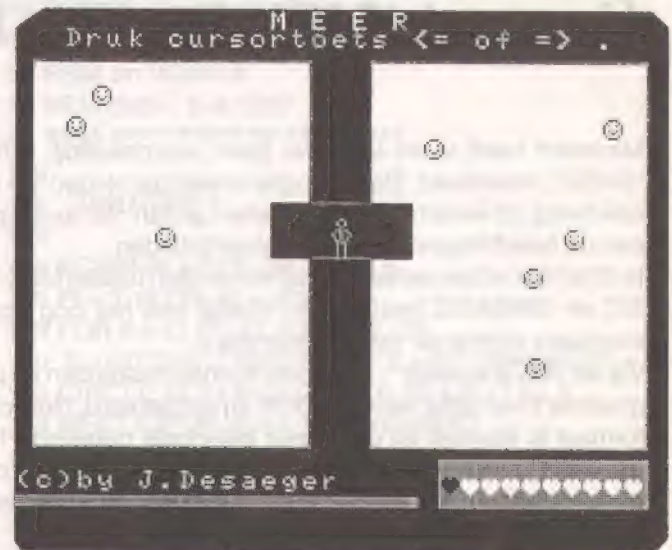 M E E R
Druk cursortoets <= of => .
(c)by J.Desaeger